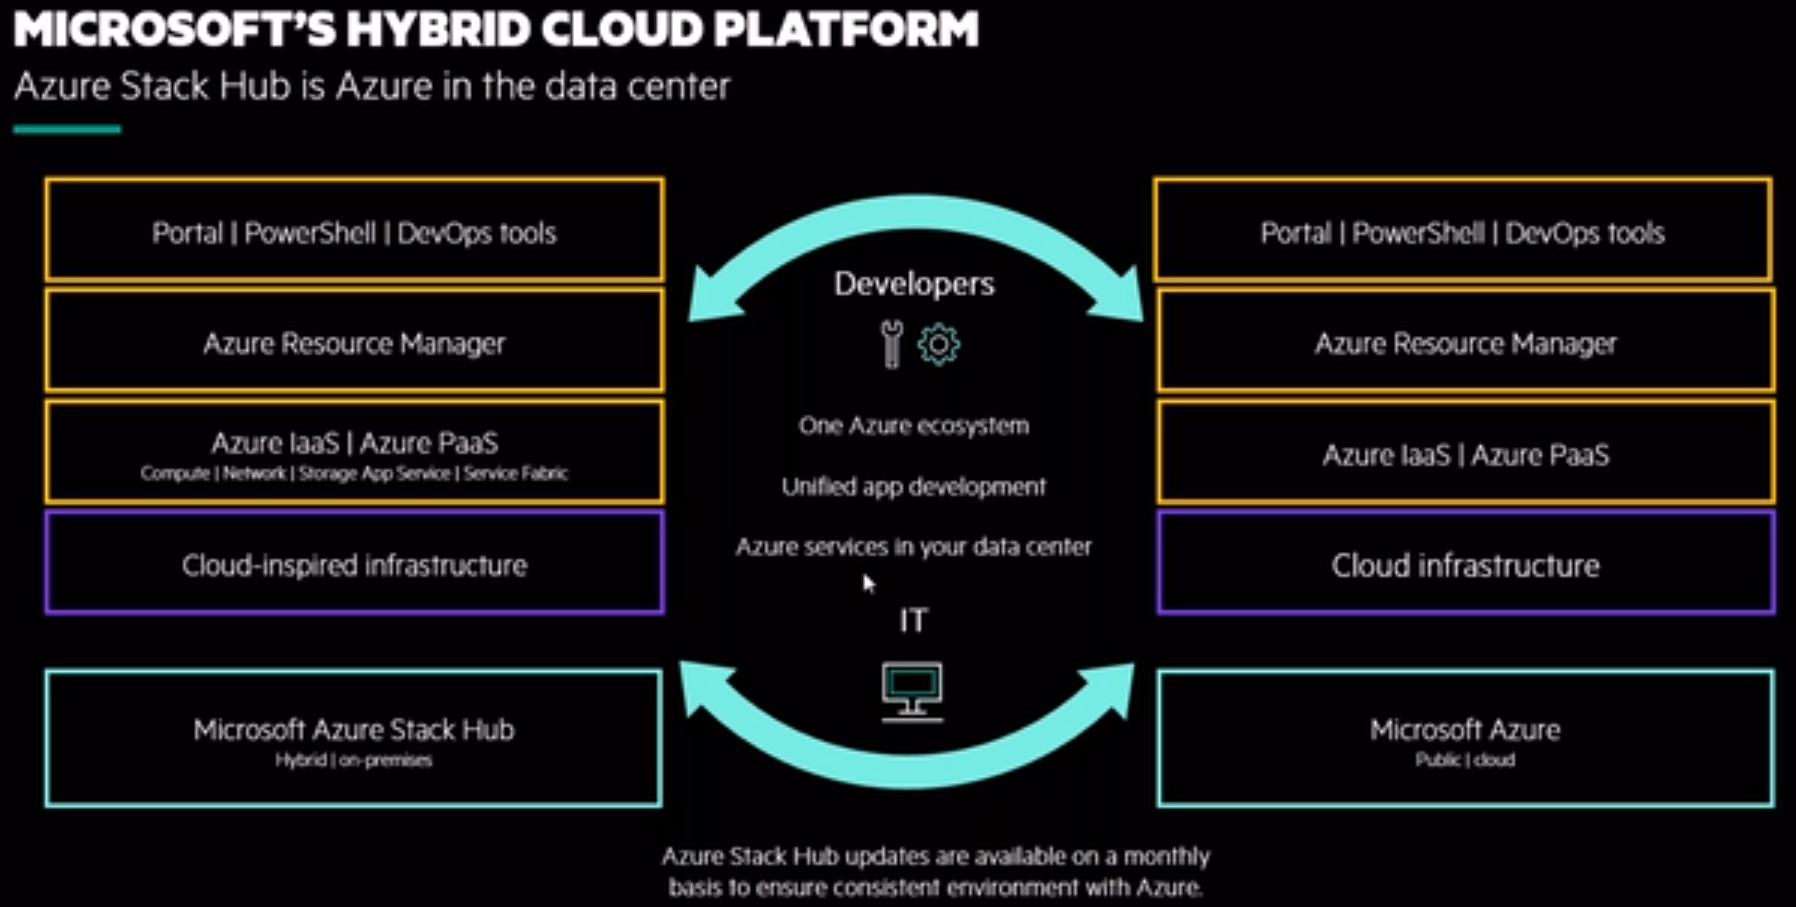 MICROSOFT'S HYBRID CLOUD PLATFORM
Azure Stack Hub is Azure in the data center
Portal | PowerShell | DevOps tools
Azure Resource Manager
Azure IaaS | Azure PaaS
Compute | Network | Storage App Service | Service Fabric
Cloud-inspired infrastructure
Microsoft Azure Stack Hub
Hybrid | on-premises
Developers
One Azure ecosystem
Unified app development
Azure services in your data center
IT
Portal | PowerShell | DevOps tools
Azure Resource Manager
Azure IaaS | Azure PaaS
Cloud infrastructure
Microsoft Azure
Public | cloud
Azure Stack Hub updates are available on a monthly
basis to ensure consistent environment with Azure.